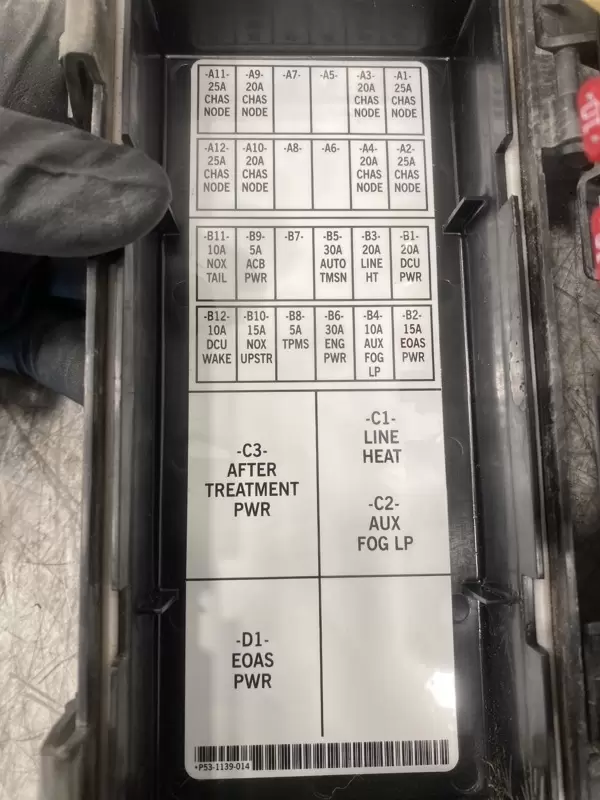 -A11- -A9- -A7- -A5- -A3- -A1-
25A 20A 20A 25A
CHAS CHAS CHAS CHAS
NODE NODE NODE NODE
-A12- -A10- -A8- -A6- -A4- -A2-
25A 20A 20A 25A
CHAS CHAS CHAS CHAS
NODE NODE NODE NODE
-B11- -B9- -B7- -B5- -B3- -B1-
10A 5A 30A 20A 20A
NOX ACB AUTO LINE DCU
TAIL PWR TMSN HT PWR
-B12- -B10- -B8- -B6- -B4- -B2-
10A 15A 5A 30A 10A 15A
DCU NOX TPMS ENG AUX EOAS
WAKE UPSTR PWR FOG PWR
LP
-C3-
AFTER
TREATMENT
PWR
-C1-
LINE
HEAT
-C2-
AUX
FOG LP
-D1-
EOAS
PWR
*P53-1139-014